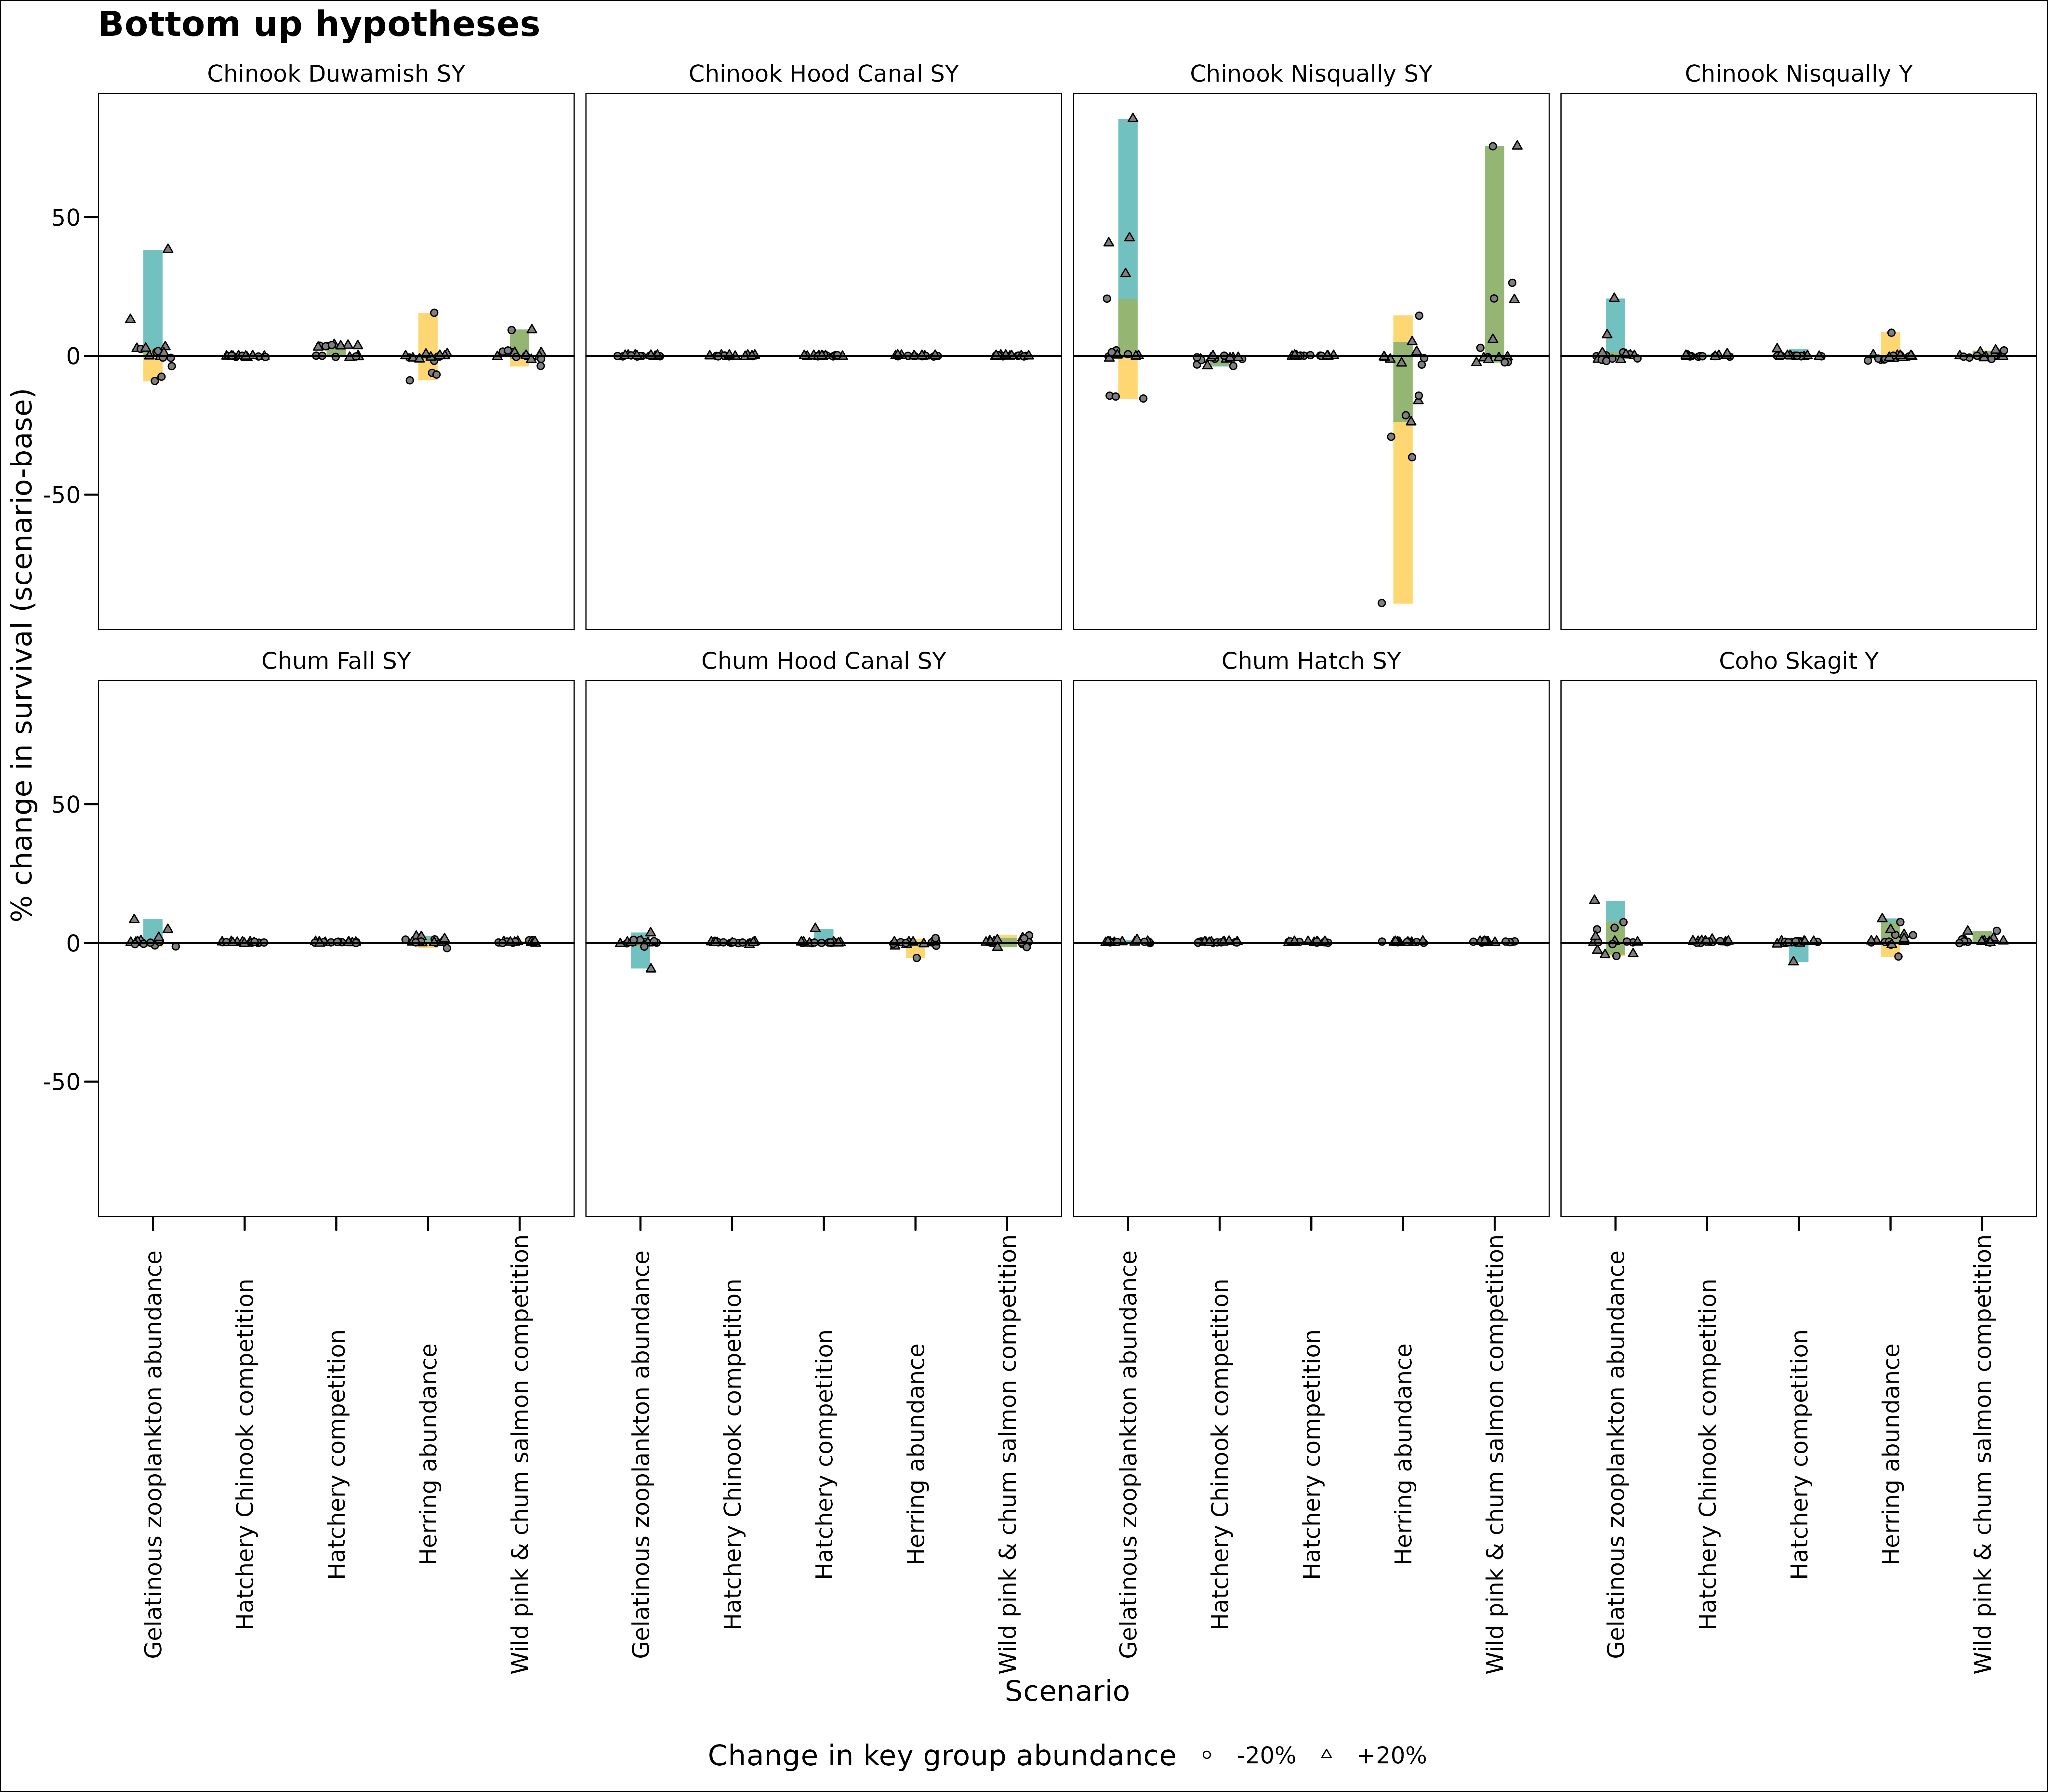 Bottom up hypotheses
Chinook Duwamish SY
Chinook Hood Canal SY
Chinook Nisqually SY
Chinook Nisqually Y
50
0
-50
% change in survival (scenario-base)
Chum Fall SY
Chum Hood Canal SY
Chum Hatch SY
Coho Skagit Y
50
0
-50
Gelatinous zooplankton abundance
Hatchery Chinook competition
Hatchery competition
Herring abundance
Wild pink & chum salmon competition
Gelatinous zooplankton abundance
Hatchery Chinook competition
Hatchery competition
Herring abundance
Wild pink & chum salmon competition
Gelatinous zooplankton abundance
Hatchery Chinook competition
Hatchery competition
Herring abundance
Wild pink & chum salmon competition
Gelatinous zooplankton abundance
Hatchery Chinook competition
Hatchery competition
Herring abundance
Wild pink & chum salmon competition
Scenario
Change in key group abundance -20% +20%